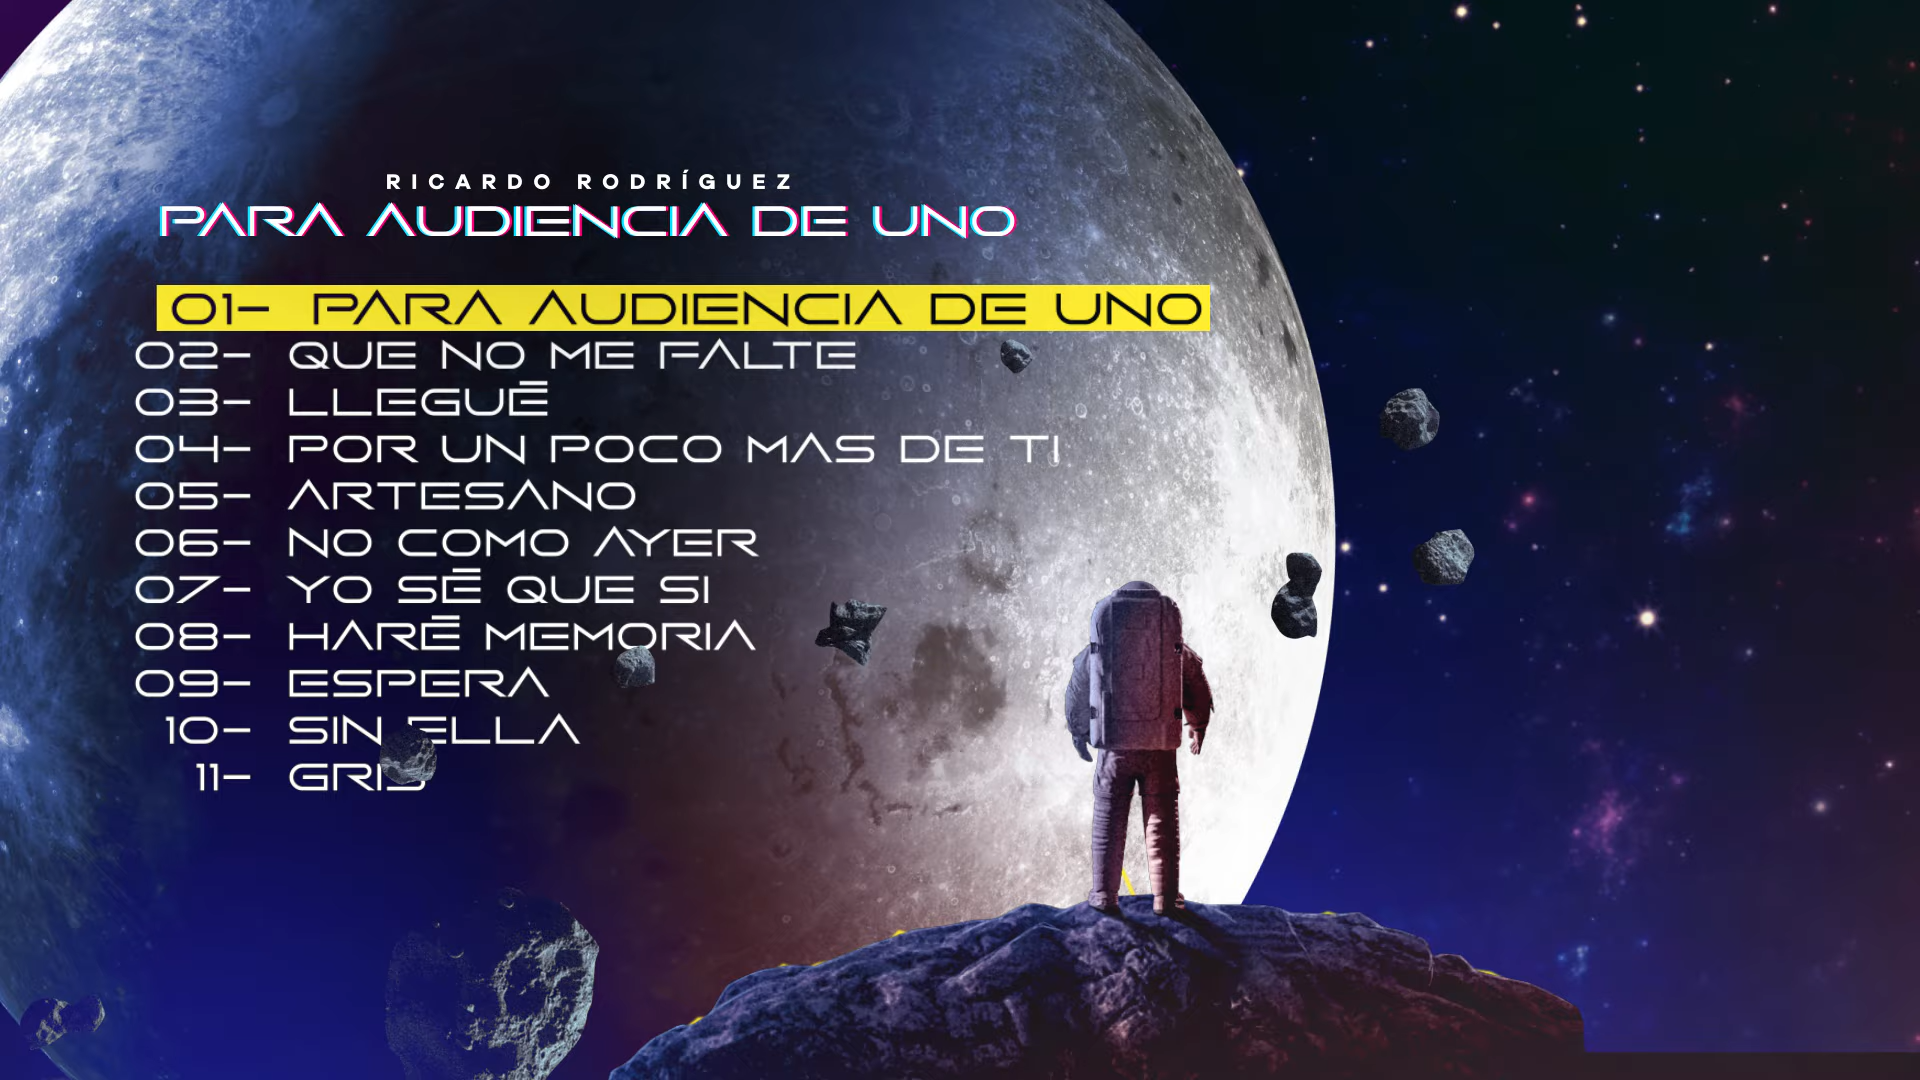 RICARDO RODRÍGUEZ
PARA AUDIENCIA DE UNO
01- PARA AUDIENCIA DE UNO
02- QUE NO ME FALTE
03- LLEGUÉ
04- POR UN POCO MAS DE TI
05- ARTESANO
06- NO COMO AYER
07- YO SÉ QUE SI
08- HARÉ MEMORIA
09- ESPERA
10- SIN ELLA
11- GRIS